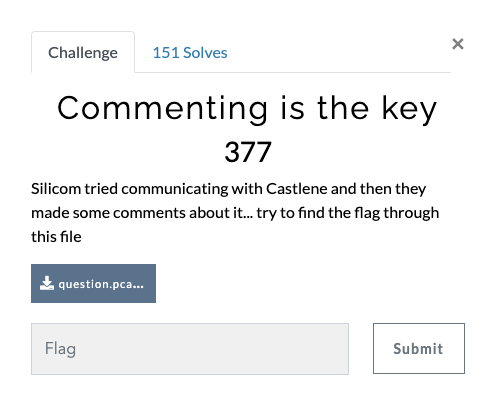 Challenge
151 Solves
×
Commenting is the key
377
Silicom tried communicating with Castlene and then they
made some comments about it... try to find the flag through
this file
question.pca...
Flag
Submit